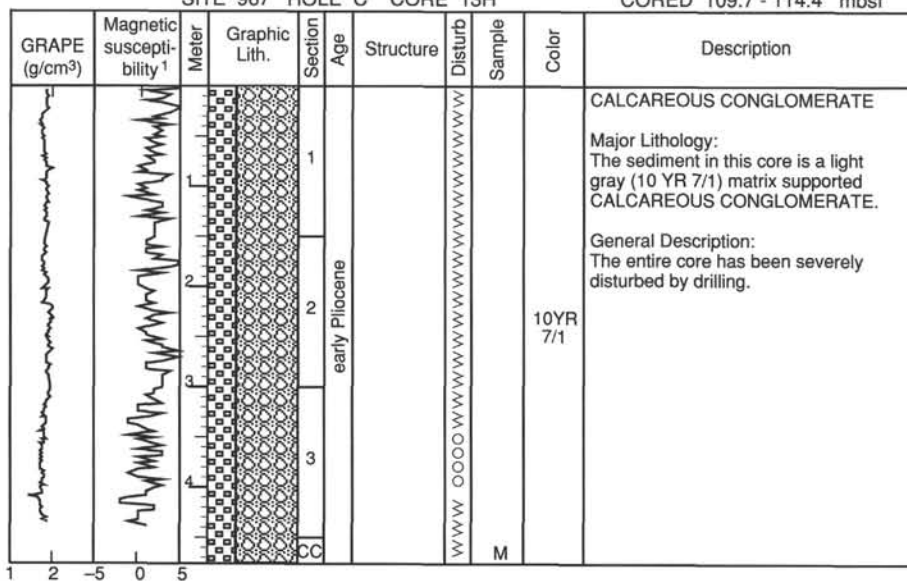 SITE 967 HOLE C CORE 13H CORED 109.7 - 114.4 mbsf
GRAPE (g/cm³)
Magnetic suscepti- bility 1
Meter
Graphic Lith.
Section
Age
Structure
Disturb
Sample
Color
Description
1
2
3
4
1
2
3
CC
early Pliocene
M
10YR
7/1
CALCAREOUS CONGLOMERATE
Major Lithology:
The sediment in this core is a light
gray (10 YR 7/1) matrix supported
CALCAREOUS CONGLOMERATE.
General Description:
The entire core has been severely
disturbed by drilling.
1 2 -5 0 5